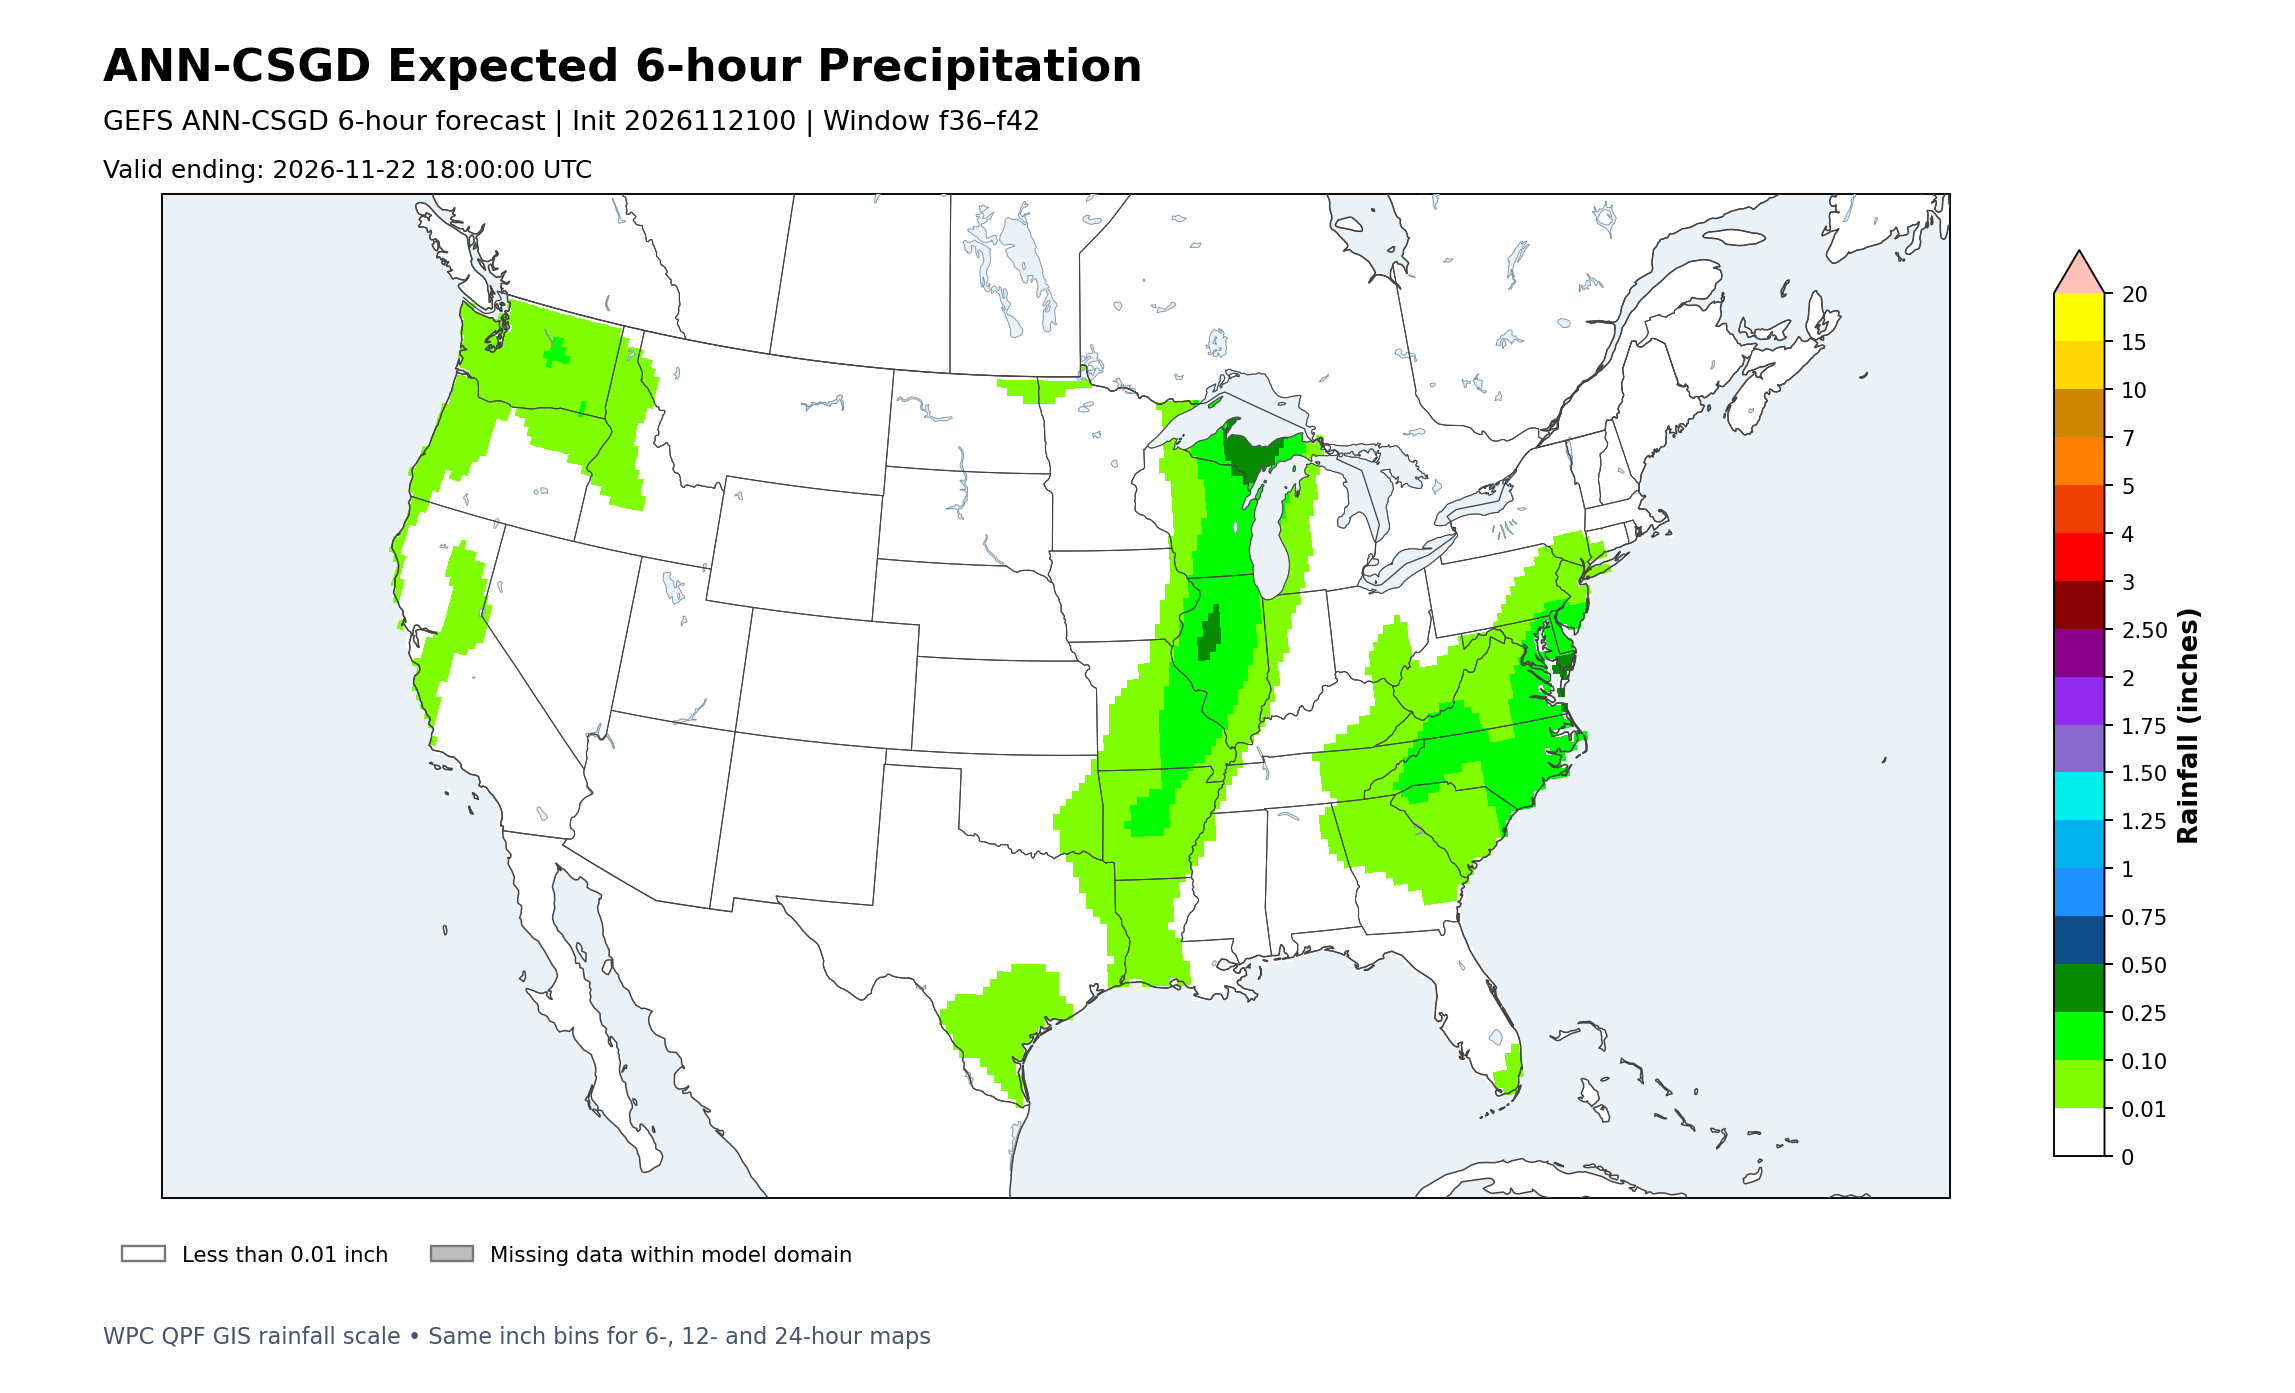 ANN-CSGD Expected 6-hour Precipitation
GEFS ANN-CSGD 6-hour forecast | Init 2026112100 | Window f36–f42
Valid ending: 2026-11-22 18:00:00 UTC
20
15
10
7
5
4
3
2.50
2
1.75
1.50
1.25
1
0.75
0.50
0.25
0.10
0.01
0
Rainfall (inches)
Less than 0.01 inch
Missing data within model domain
WPC QPF GIS rainfall scale • Same inch bins for 6-, 12- and 24-hour maps